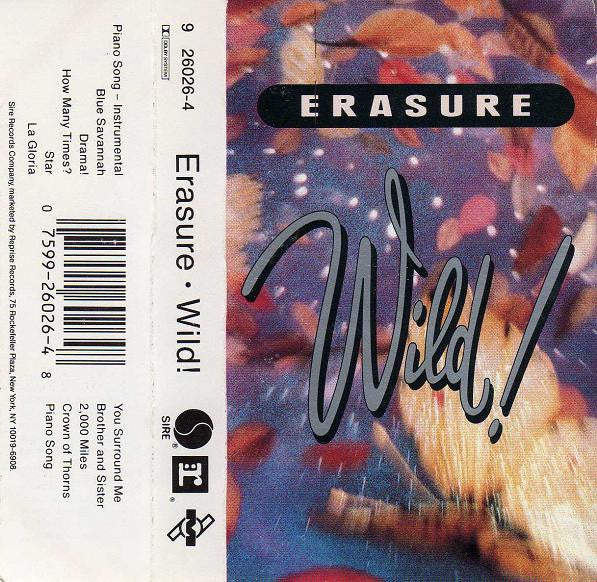 ERASURE
Wild!
9 26026-4
DOLBY SYSTEM
Erasure • Wild!
SIRE
®
r
®
Piano Song – Instrumental
Blue Savannah
Drama!
How Many Times?
Star
La Gloria
0 7599-26026-4 8
You Surround Me
Brother and Sister
2,000 Miles
Crown of Thorns
Piano Song
Sire Records Company, marketed by Reprise Records, 75 Rockefeller Plaza, New York, NY 10019-6908.